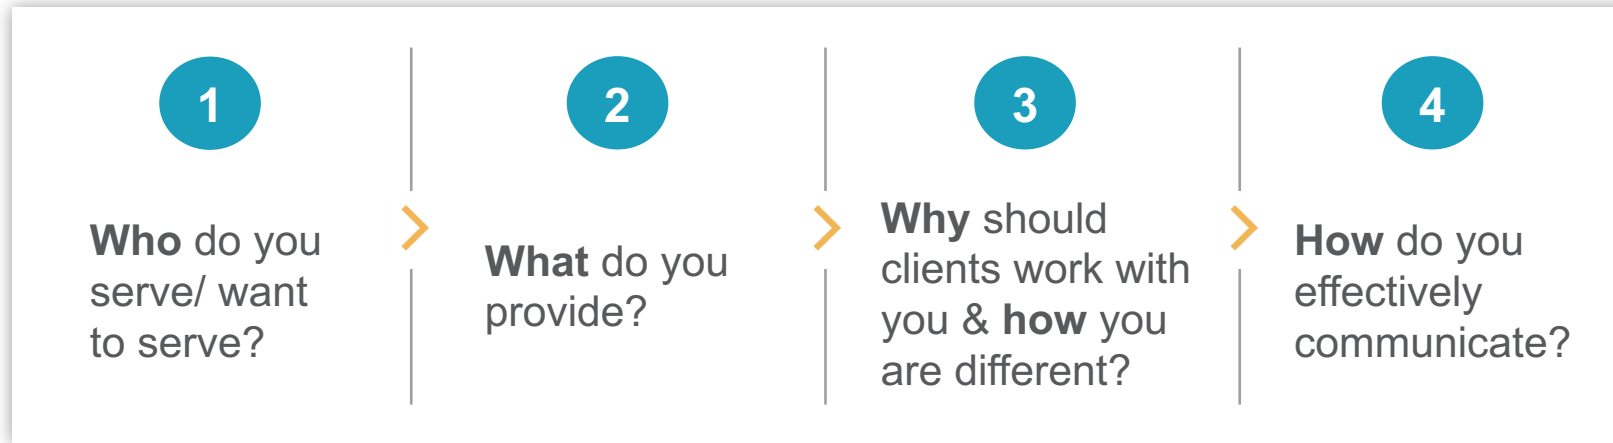 1
Who do you
serve/ want
to serve?
2
What do you
provide?
3
Why should
clients work with
you & how you
are different?
4
How do you
effectively
communicate?